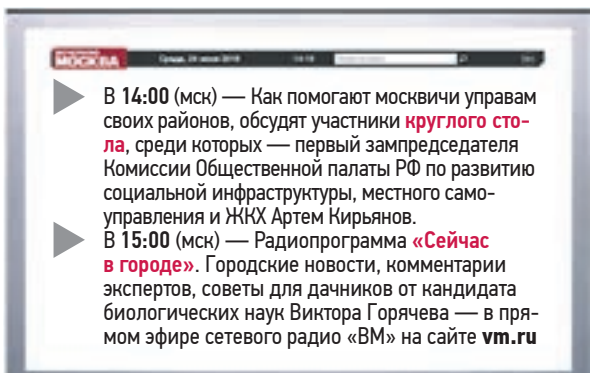 МОСКВА
В 14:00 (мск) — Как помогают москвичи управам
своих районов, обсудят участники круглого сто-
ла, среди которых — первый зампредседателя
Комиссии Общественной палаты РФ по развитию
социальной инфраструктуры, местного само-
управления и ЖКХ Артем Кирьянов.
В 15:00 (мск) — Радиопрограмма «Сейчас
в городе». Городские новости, комментарии
экспертов, советы для дачников от кандидата
биологических наук Виктора Горячева — в пря-
мом эфире сетевого радио «ВМ» на сайте vm.ru